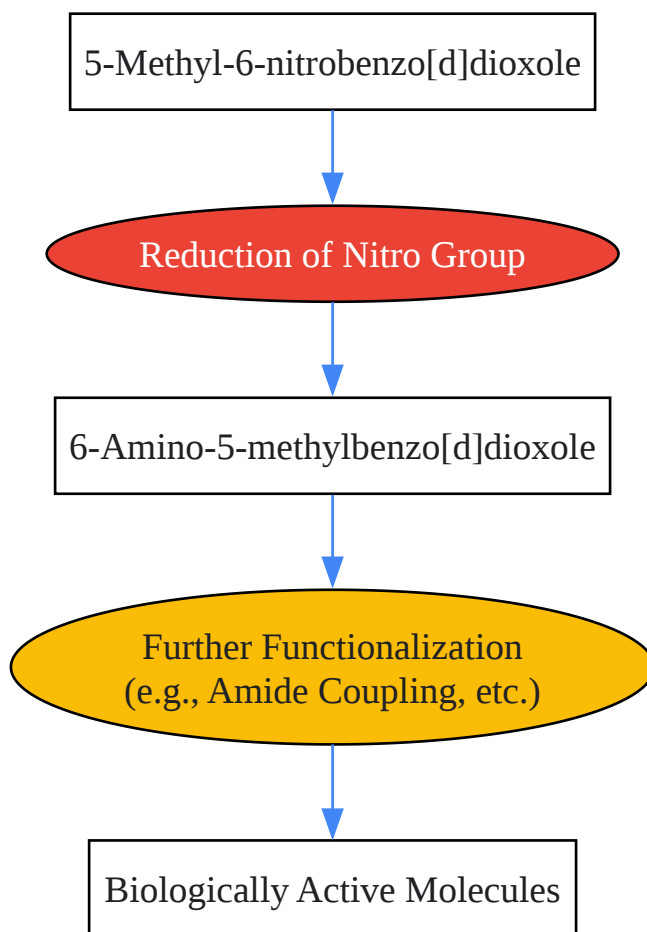 5-Methyl-6-nitrobenzo[d]dioxole
Reduction of Nitro Group
6-Amino-5-methylbenzo[d]dioxole
Further Functionalization
(e.g., Amide Coupling, etc.)
Biologically Active Molecules